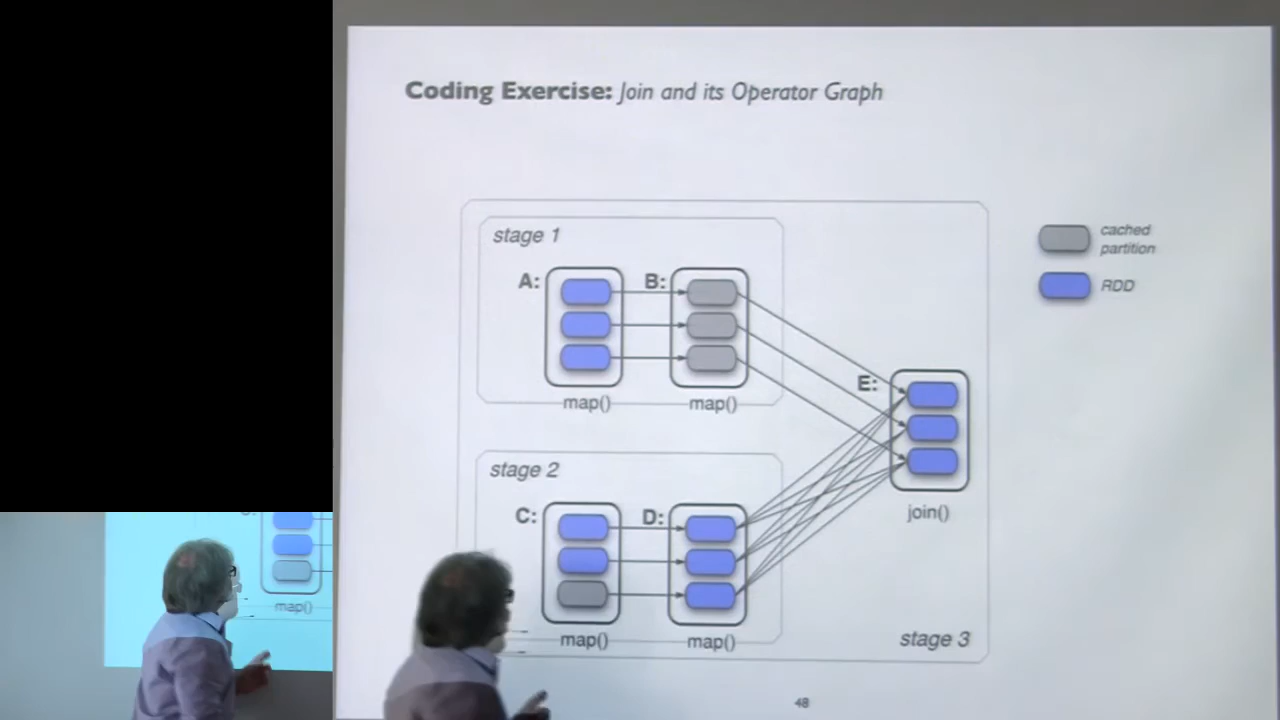 Coding Exercise: Join and its Operator Graph
stage 1
A:
B:
map()
map()
cached
partition
RDD
E:
join()
stage 2
C:
D:
map()
map()
stage 3
48
map()